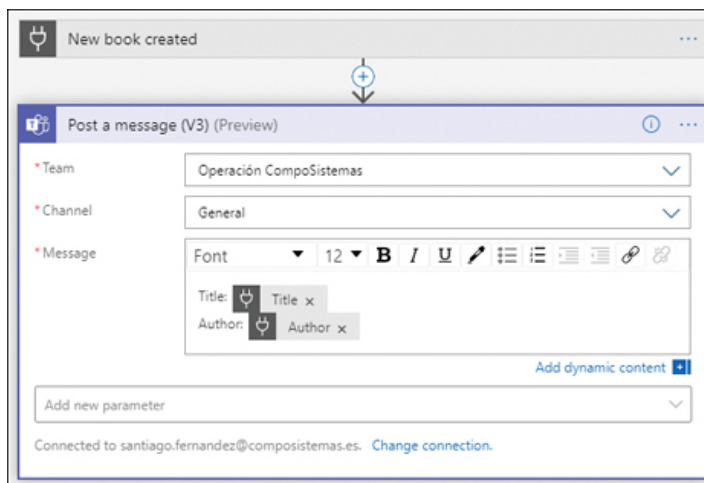 New book created
Post a message (V3) (Preview)
*Team
Operación CompoSistemas
*Channel
General
*Message
Font 12 B I U
Title: Title x
Author: Author x
Add dynamic content
Add new parameter
Connected to santiago.fernandez@composistemas.es. Change connection.